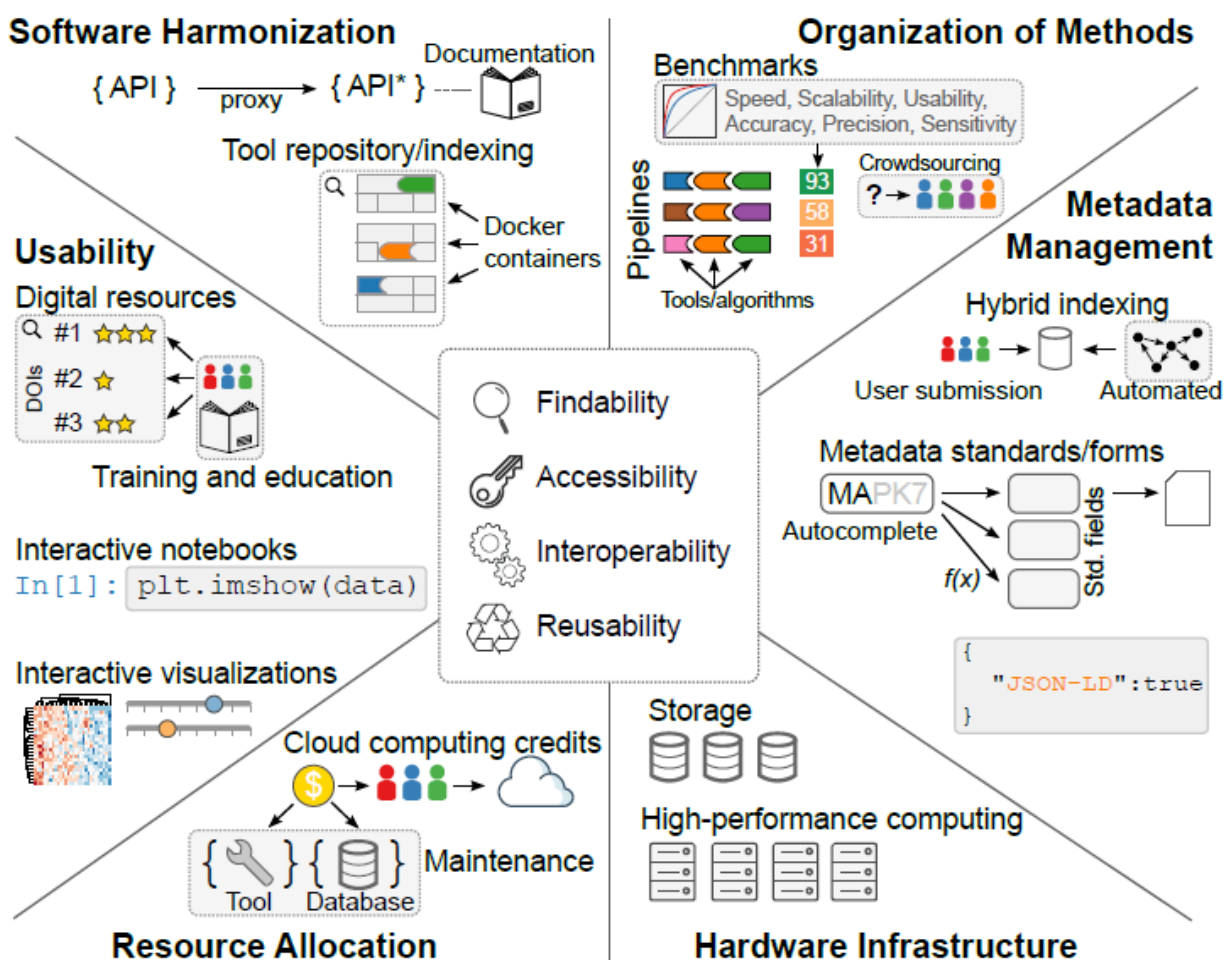 Software Harmonization
{ API }
proxy
{ API* }
Documentation
Tool repository/indexing
Docker
containers
Organization of Methods
Benchmarks
Speed, Scalability, Usability,
Accuracy, Precision, Sensitivity
Pipelines
93
58
31
Tools/algorithms
Crowdsourcing
?
Usability
Digital resources
DOIs
#1
#2
#3
Training and education
Interactive notebooks
In[1]: plt.imshow(data)
Interactive visualizations
Findability
Accessibility
Interoperability
Reusability
Metadata
Management
Hybrid indexing
User submission
Automated
Metadata standards/forms
MAPK7
Autocomplete
f(x)
Std. fields
{
"JSON-LD":true
}
Cloud computing credits
$
{ } { }
Tool
Database
Maintenance
Resource Allocation
Storage
High-performance computing
Hardware Infrastructure